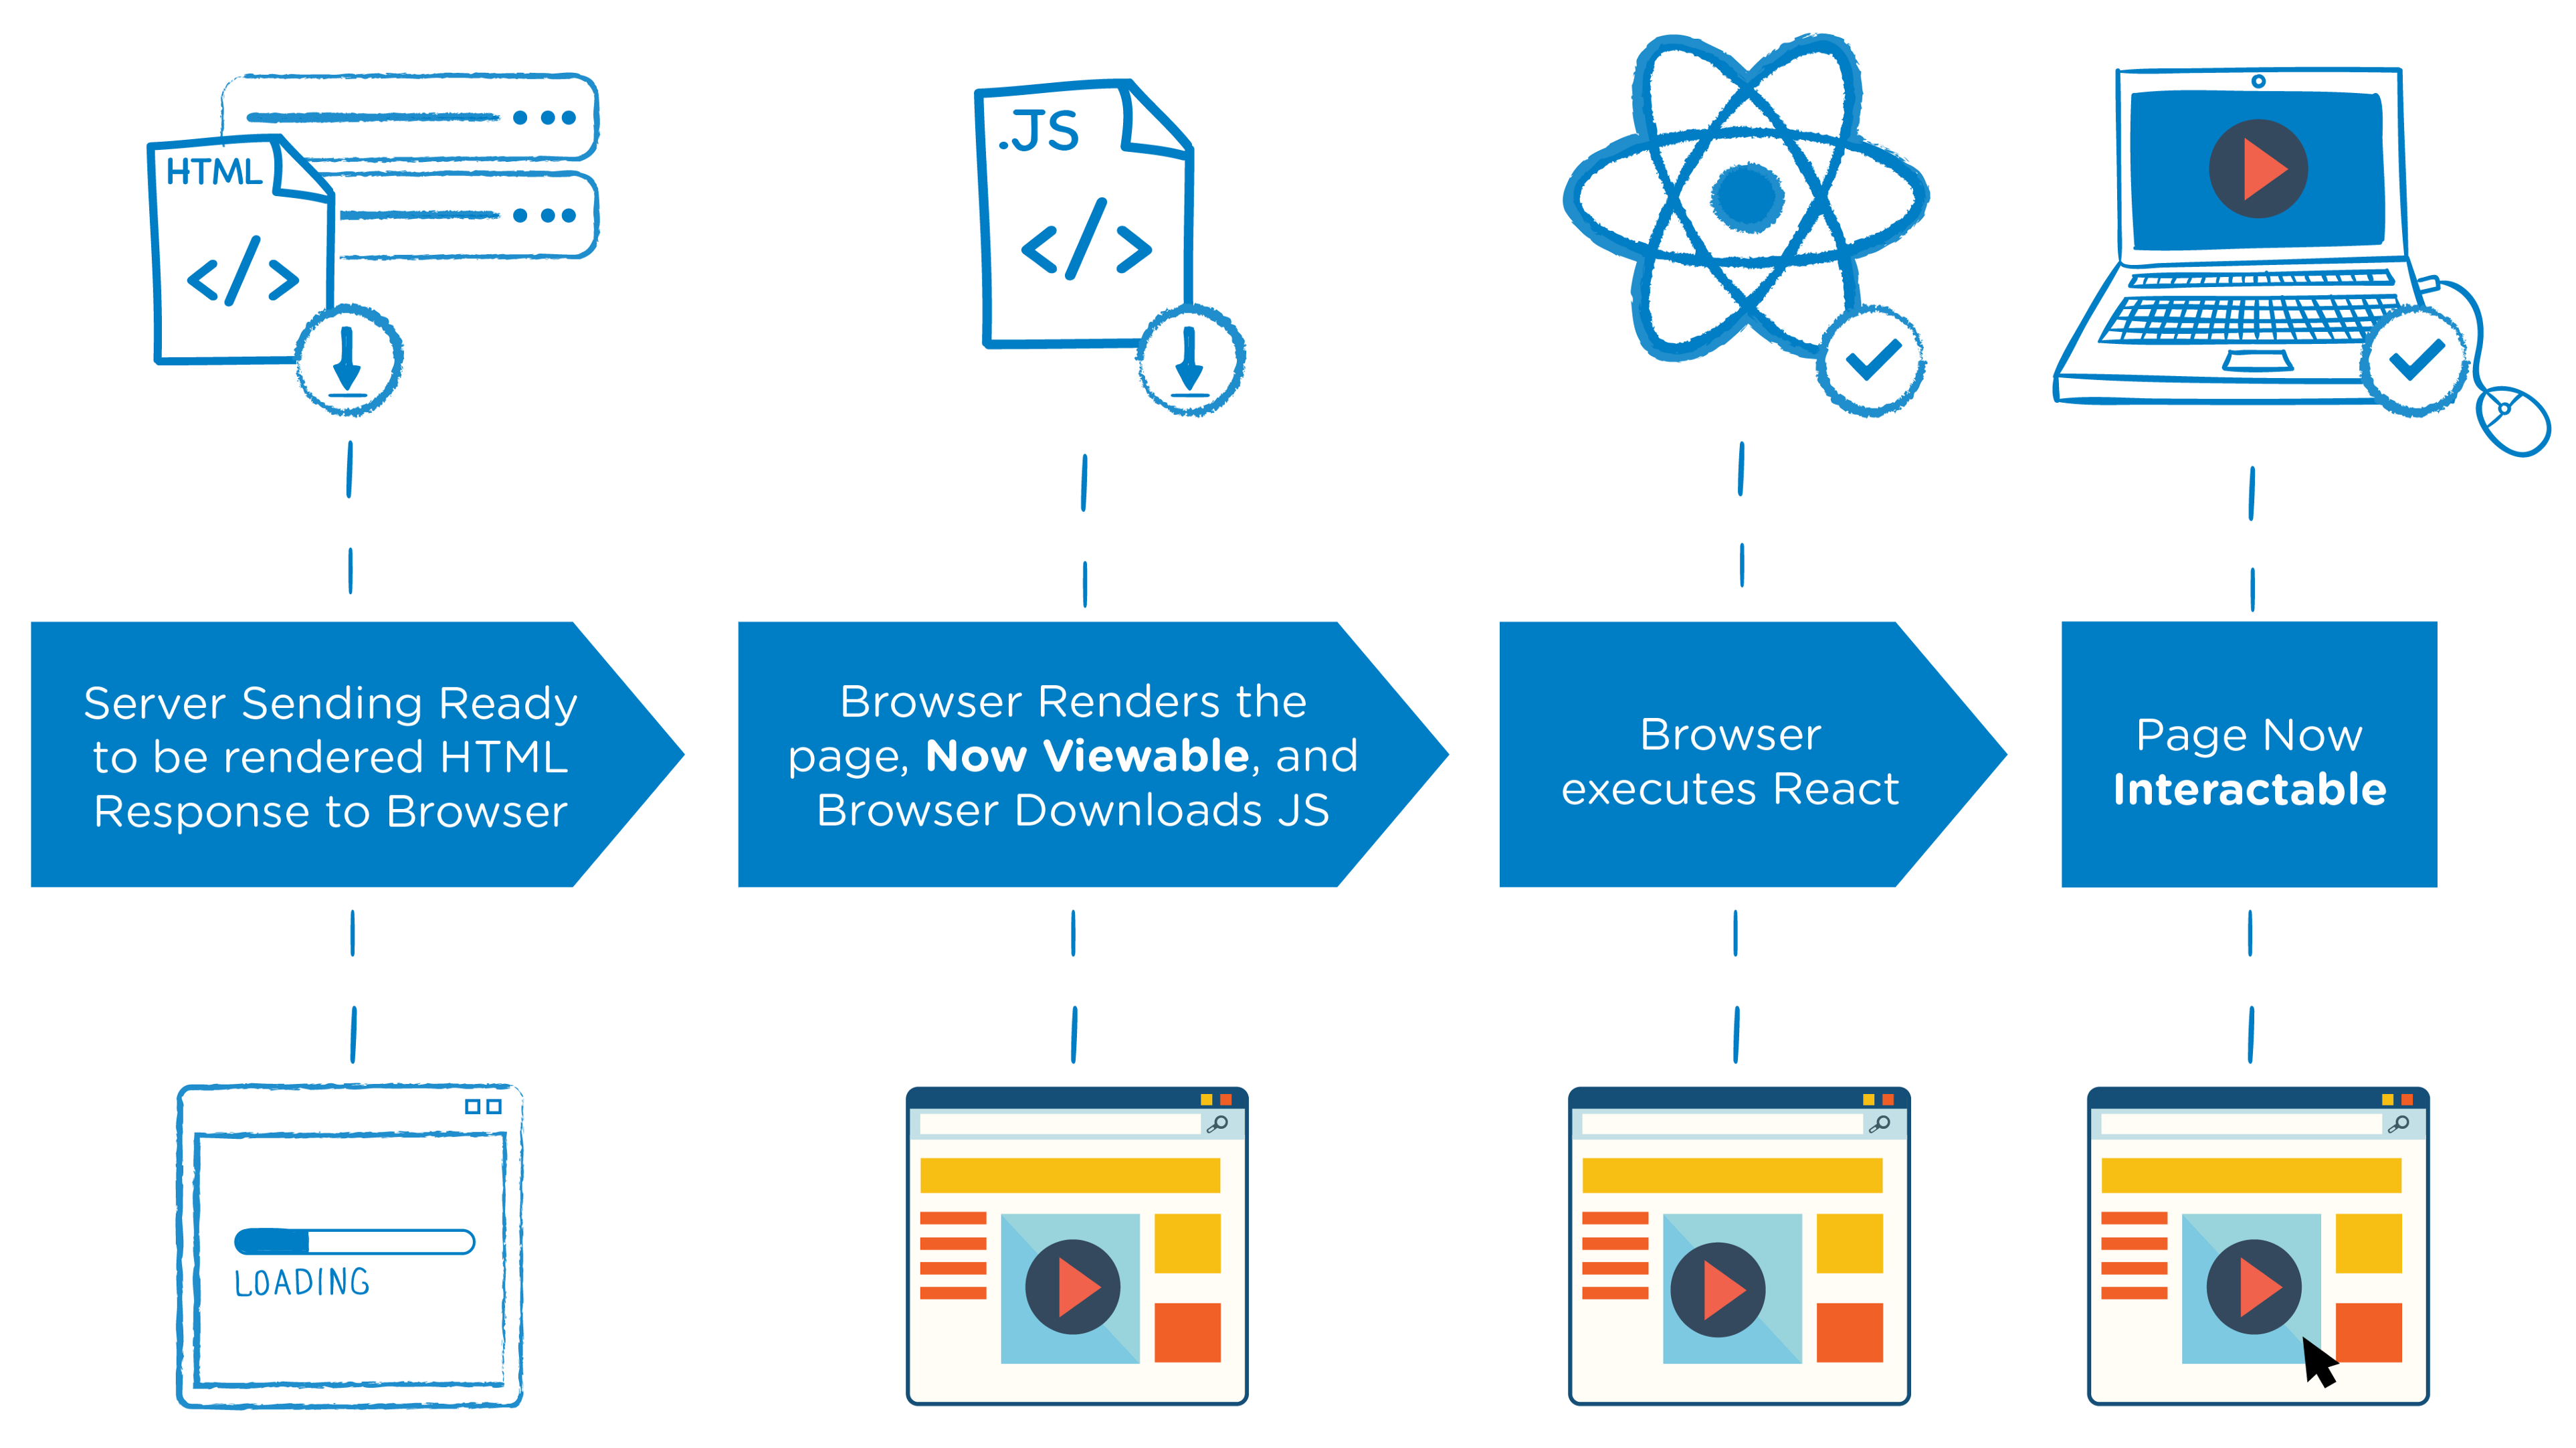 HTML
</>
.JS
</>
Server Sending Ready
to be rendered HTML
Response to Browser
Browser Renders the
page, Now Viewable, and
Browser Downloads JS
Browser
executes React
Page Now
Interactable
LOADING